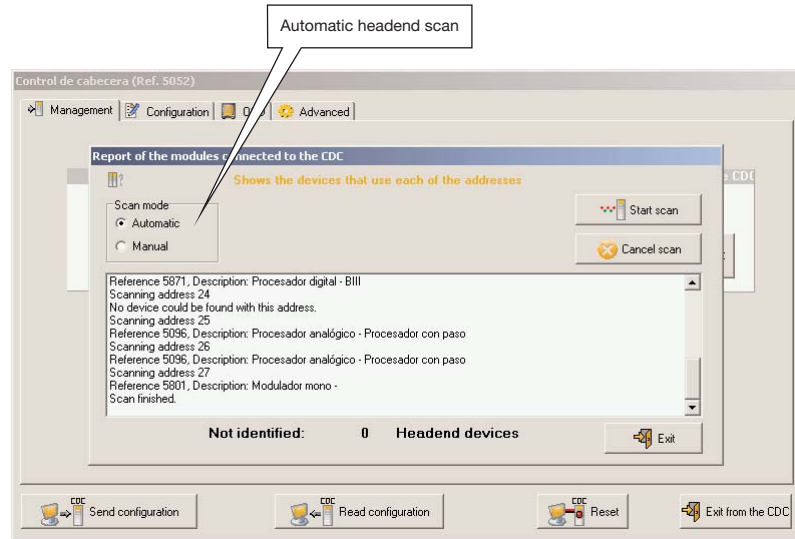 Automatic headend scan
Control de cabecera (Ref. 5052)
Management
Configuration
Advanced
Report of the modules connected to the CDC
Shows the devices that use each of the addresses
Scan mode
Automatic
Manual
Start scan
Cancel scan
Reference 5871, Description: Procesador digital - BIII
Scanning address 24
No device could be found with this address.
Scanning address 25
Reference 5096, Description: Procesador analógico - Procesador con paso
Scanning address 26
Reference 5096, Description: Procesador analógico - Procesador con paso
Scanning address 27
Reference 5801, Description: Modulador mono -
Scan finished.
Not identified: 0 Headend devices
Exit
CDC
Send configuration
CDC
Read configuration
CDC
Reset
Exit from the CDC